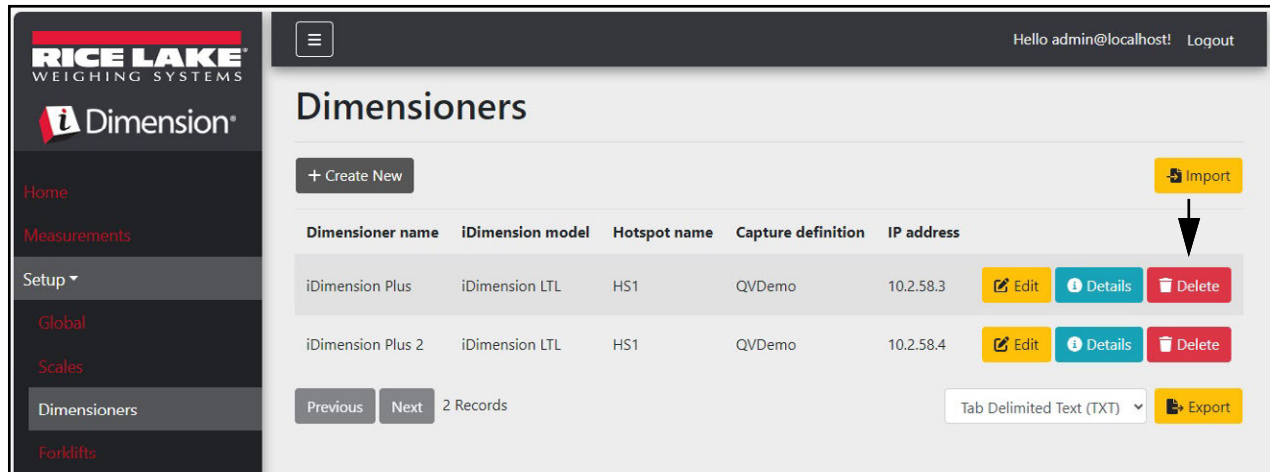 RICE LAKE®
WEIGHING SYSTEMS
i Dimension®
Home
Measurements
Setup
Global
Scales
Dimensioners
Forklifts
Hello admin@localhost! Logout
Dimensioners
+ Create New
Import
Dimensioner name iDimension model Hotspot name Capture definition IP address
iDimension Plus iDimension LTL HS1 QVDemo 10.2.58.3 Edit Details Delete
iDimension Plus 2 iDimension LTL HS1 QVDemo 10.2.58.4 Edit Details Delete
Previous Next 2 Records Tab Delimited Text (TXT) Export